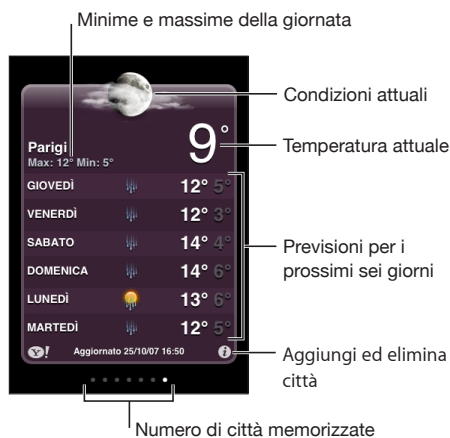 Minime e massime della giornata
Condizioni attuali
Parigi
9°
Temperatura attuale
Max: 12° Min: 5°
GIOVEDÌ 12° 5°
VENERDÌ 12° 3°
SABATO 14° 4°
Previsioni per i
prossimi sei giorni
DOMENICA 14° 6°
LUNEDÌ 13° 6°
MARTEDÌ 12° 5°
Y! Aggiornato 25/10/07 16:50 i
Aggiungi ed elimina
città
Numero di città memorizzate